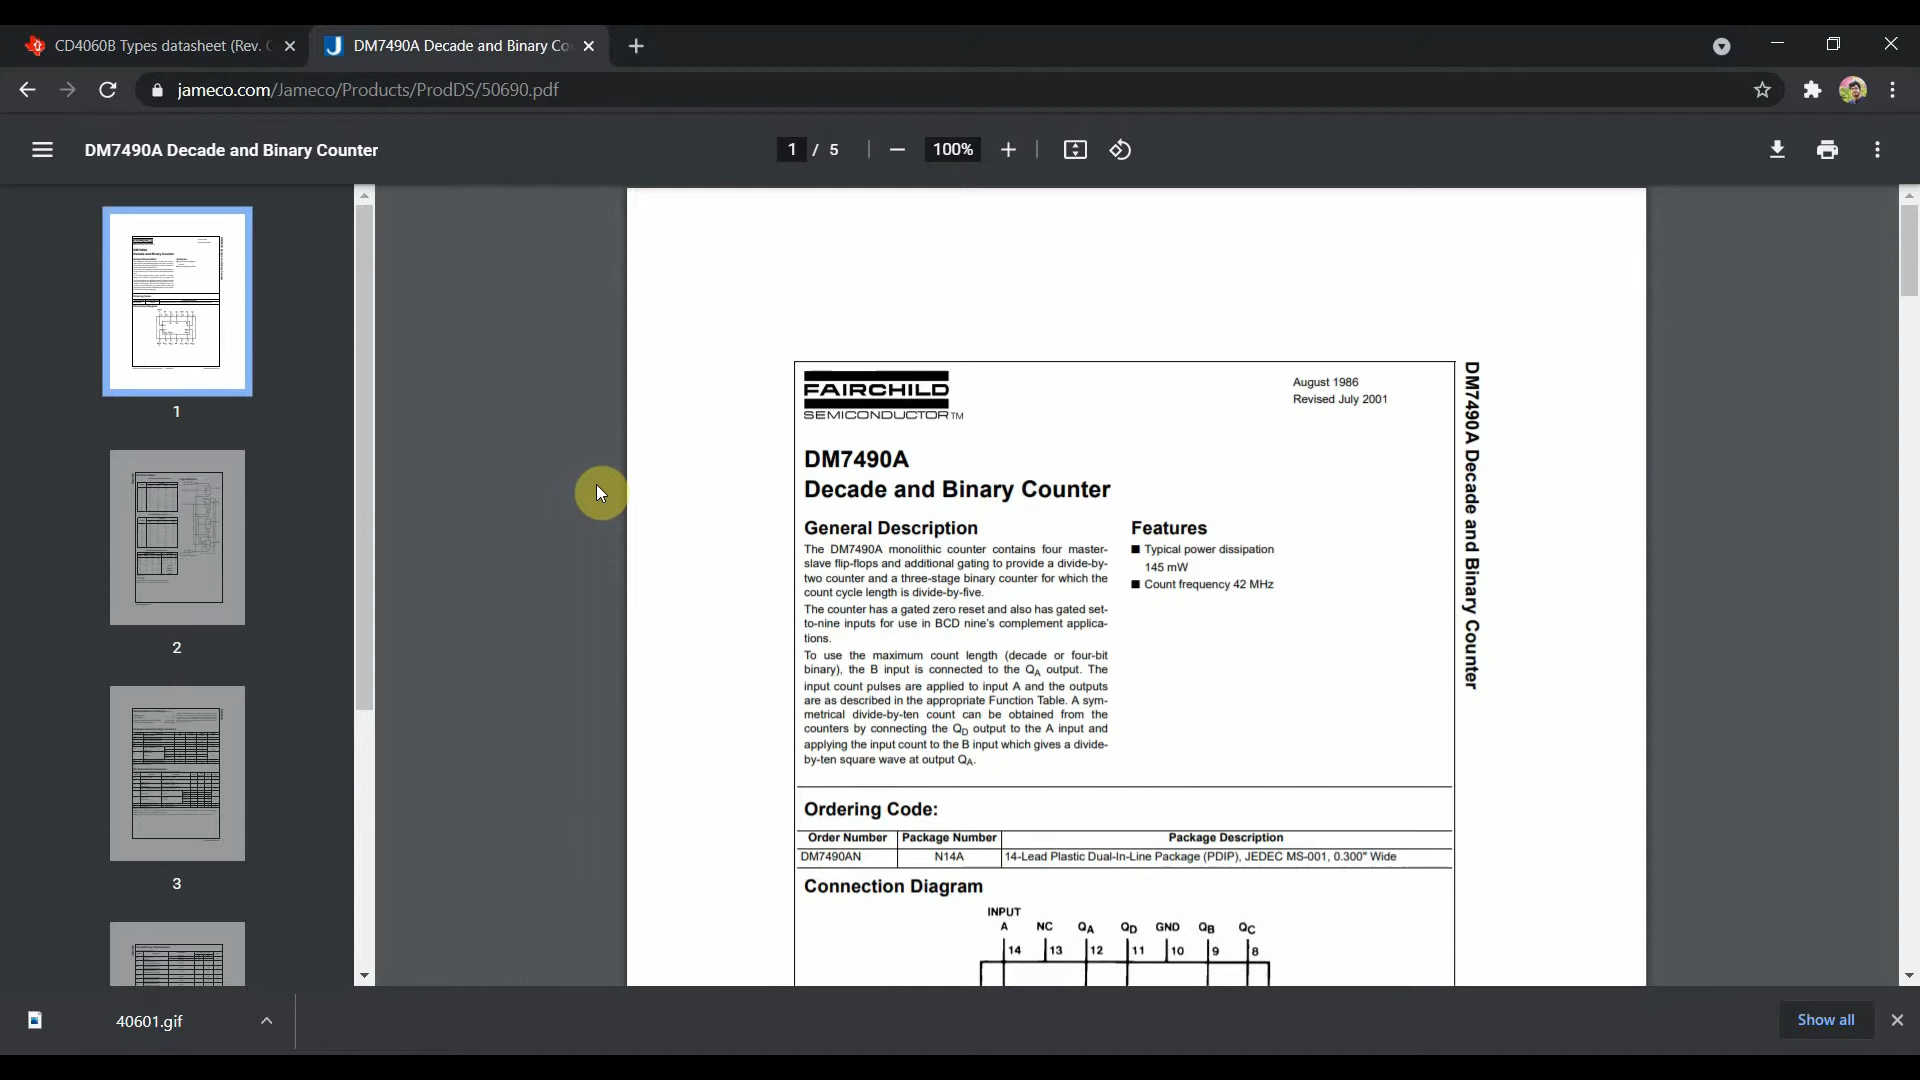 CD4060B Types datasheet (Rev.
DM7490A Decade and Binary Co
jameco.com/Jameco/Products/ProdDS/50690.pdf
DM7490A Decade and Binary Counter
1 / 5
100%
1
2
3
FAIRCHILD
SEMICONDUCTOR™
August 1986
Revised July 2001
DM7490A Decade and Binary Counter
DM7490A
Decade and Binary Counter
General Description
The DM7490A monolithic counter contains four master-
slave flip-flops and additional gating to provide a divide-by-
two counter and a three-stage binary counter for which the
count cycle length is divide-by-five.
The counter has a gated zero reset and also has gated set-
to-nine inputs for use in BCD nine's complement applica-
tions.
To use the maximum count length (decade or four-bit
binary), the B input is connected to the QA output. The
input count pulses are applied to input A and the outputs
are as described in the appropriate Function Table. A sym-
metrical divide-by-ten count can be obtained from the
counters by connecting the QD output to the A input and
applying the input count to the B input which gives a divide-
by-ten square wave at output QA.
Features
■ Typical power dissipation
145 mW
■ Count frequency 42 MHz
Ordering Code:
Order Number Package Number Package Description
DM7490AN N14A 14-Lead Plastic Dual-In-Line Package (PDIP), JEDEC MS-001, 0.300" Wide
Connection Diagram
INPUT
A NC QA QD GND QB QC
14 13 12 11 10 9 8
40601.gif
Show all